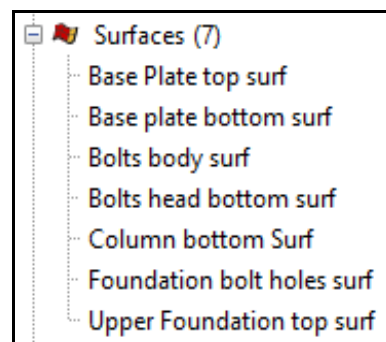 Surfaces (7)
Base Plate top surf
Base plate bottom surf
Bolts body surf
Bolts head bottom surf
Column bottom Surf
Foundation bolt holes surf
Upper Foundation top surf